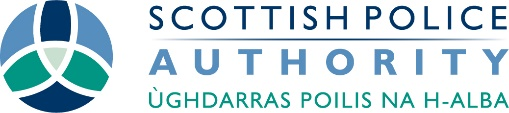 SCOTTISH POLICE
AUTHORITY
ÙGHDARRAS POILIS NA H-ALBA